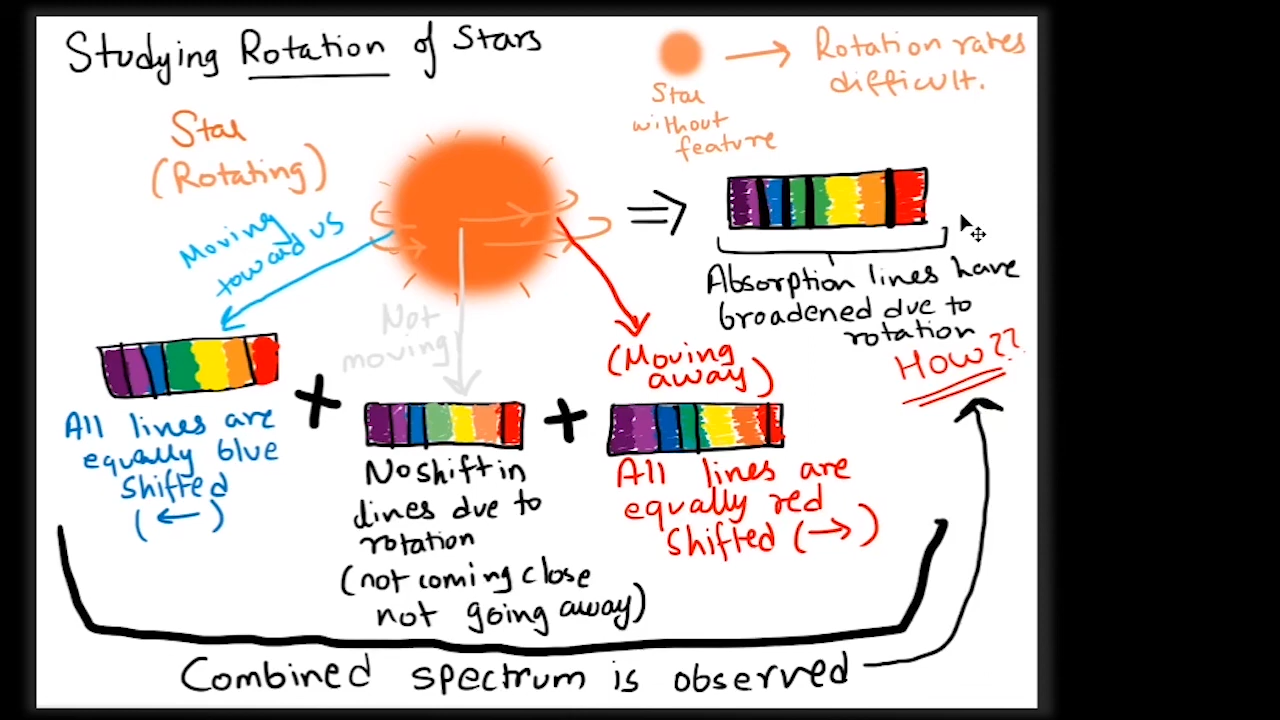 Studying Rotation of Stars
Star
without
feature
Rotation rates
difficult.
Star
(Rotating)
Moving
toward us
Not
moving
(Moving
away)
Absorption lines have
broadened due to
rotation
How??
All lines are
equally blue
shifted
(←)
+
No shift in
lines due to
rotation
(not coming close
not going away)
+
All lines are
equally red
shifted (→)
Combined spectrum is observed